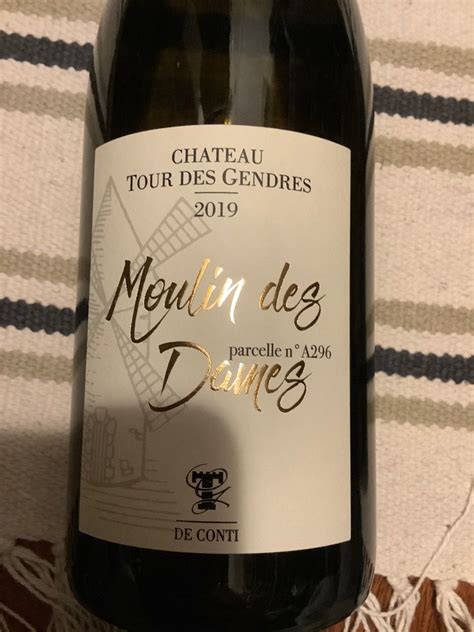 CHATEAU
TOUR DES GENDRES
2019
Moulin des
parcelle n°A296
Dames
DE CONTI